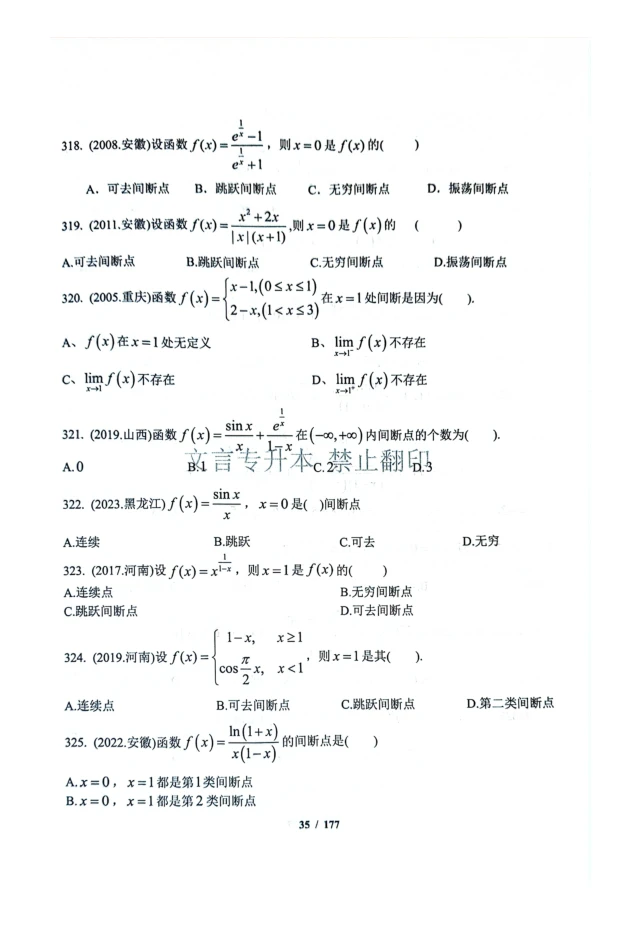 318. (2008.安徽)设函数 f(x) = (e^{1/x} − 1)/(e^{1/x} + 1)，则 x = 0 是 f(x) 的(      )
A．可去间断点    B．跳跃间断点    C．无穷间断点    D．振荡间断点
319. (2011.安徽)设函数 f(x) = (x² + 2x)/(|x|(x+1)),则 x = 0 是 f(x) 的 (      )
A.可去间断点    B.跳跃间断点    C.无穷间断点    D.振荡间断点
320. (2005.重庆)函数 f(x) = { x−1,(0≤x≤1) ; 2−x,(1<x≤3) 在 x = 1 处间断是因为(      ).
A、f(x) 在 x = 1 处无定义    B、lim_{x→1⁻} f(x) 不存在
C、lim_{x→1} f(x) 不存在    D、lim_{x→1⁺} f(x) 不存在
321. (2019.山西)函数 f(x) = sin x/x + e^{1/x}/(1−x) 在 (−∞,+∞) 内间断点的个数为(      ).
A.0    B.1    C.2    D.3
文言专升本 禁止翻印
322. (2023.黑龙江) f(x) = sin x/x ，x = 0 是(   )间断点
A.连续    B.跳跃    C.可去    D.无穷
323. (2017.河南)设 f(x) = x^{1/(1−x)}，则 x = 1 是 f(x) 的(      )
A.连续点    B.无穷间断点
C.跳跃间断点    D.可去间断点
324. (2019.河南)设 f(x) = { 1−x, x≥1 ; cos (π/2)x, x<1 ，则 x = 1 是其(      ).
A.连续点    B.可去间断点    C.跳跃间断点    D.第二类间断点
325. (2022.安徽)函数 f(x) = ln(1+x)/(x(1−x)) 的间断点是(      )
A. x = 0，x = 1 都是第 1 类间断点
B. x = 0，x = 1 都是第 2 类间断点
35 / 177